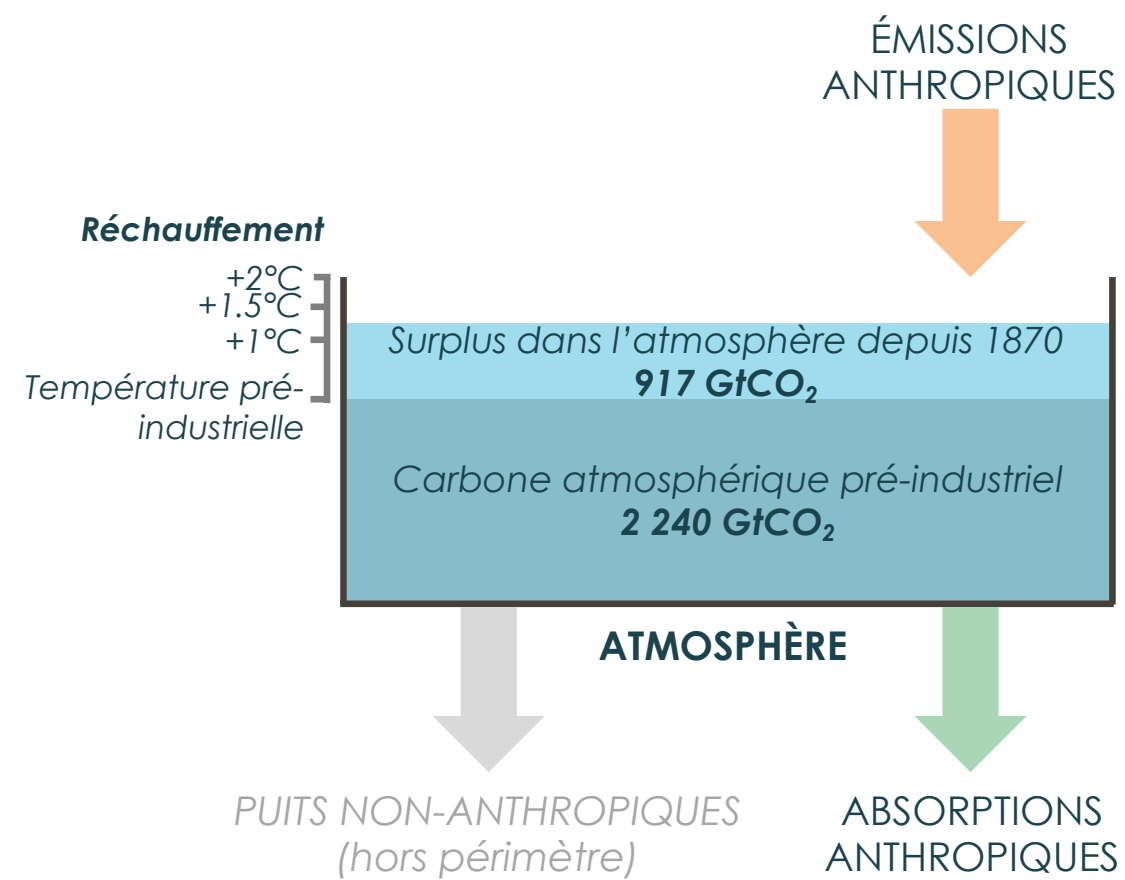 ÉMISSIONS
ANTHROPIQUES
Réchauffement
+2°C
+1.5°C
+1°C
Température pré-
industrielle
Surplus dans l’atmosphère depuis 1870
917 GtCO₂
Carbone atmosphérique pré-industriel
2 240 GtCO₂
ATMOSPHÈRE
PUITS NON-ANTHROPIQUES
(hors périmètre)
ABSORPTIONS
ANTHROPIQUES